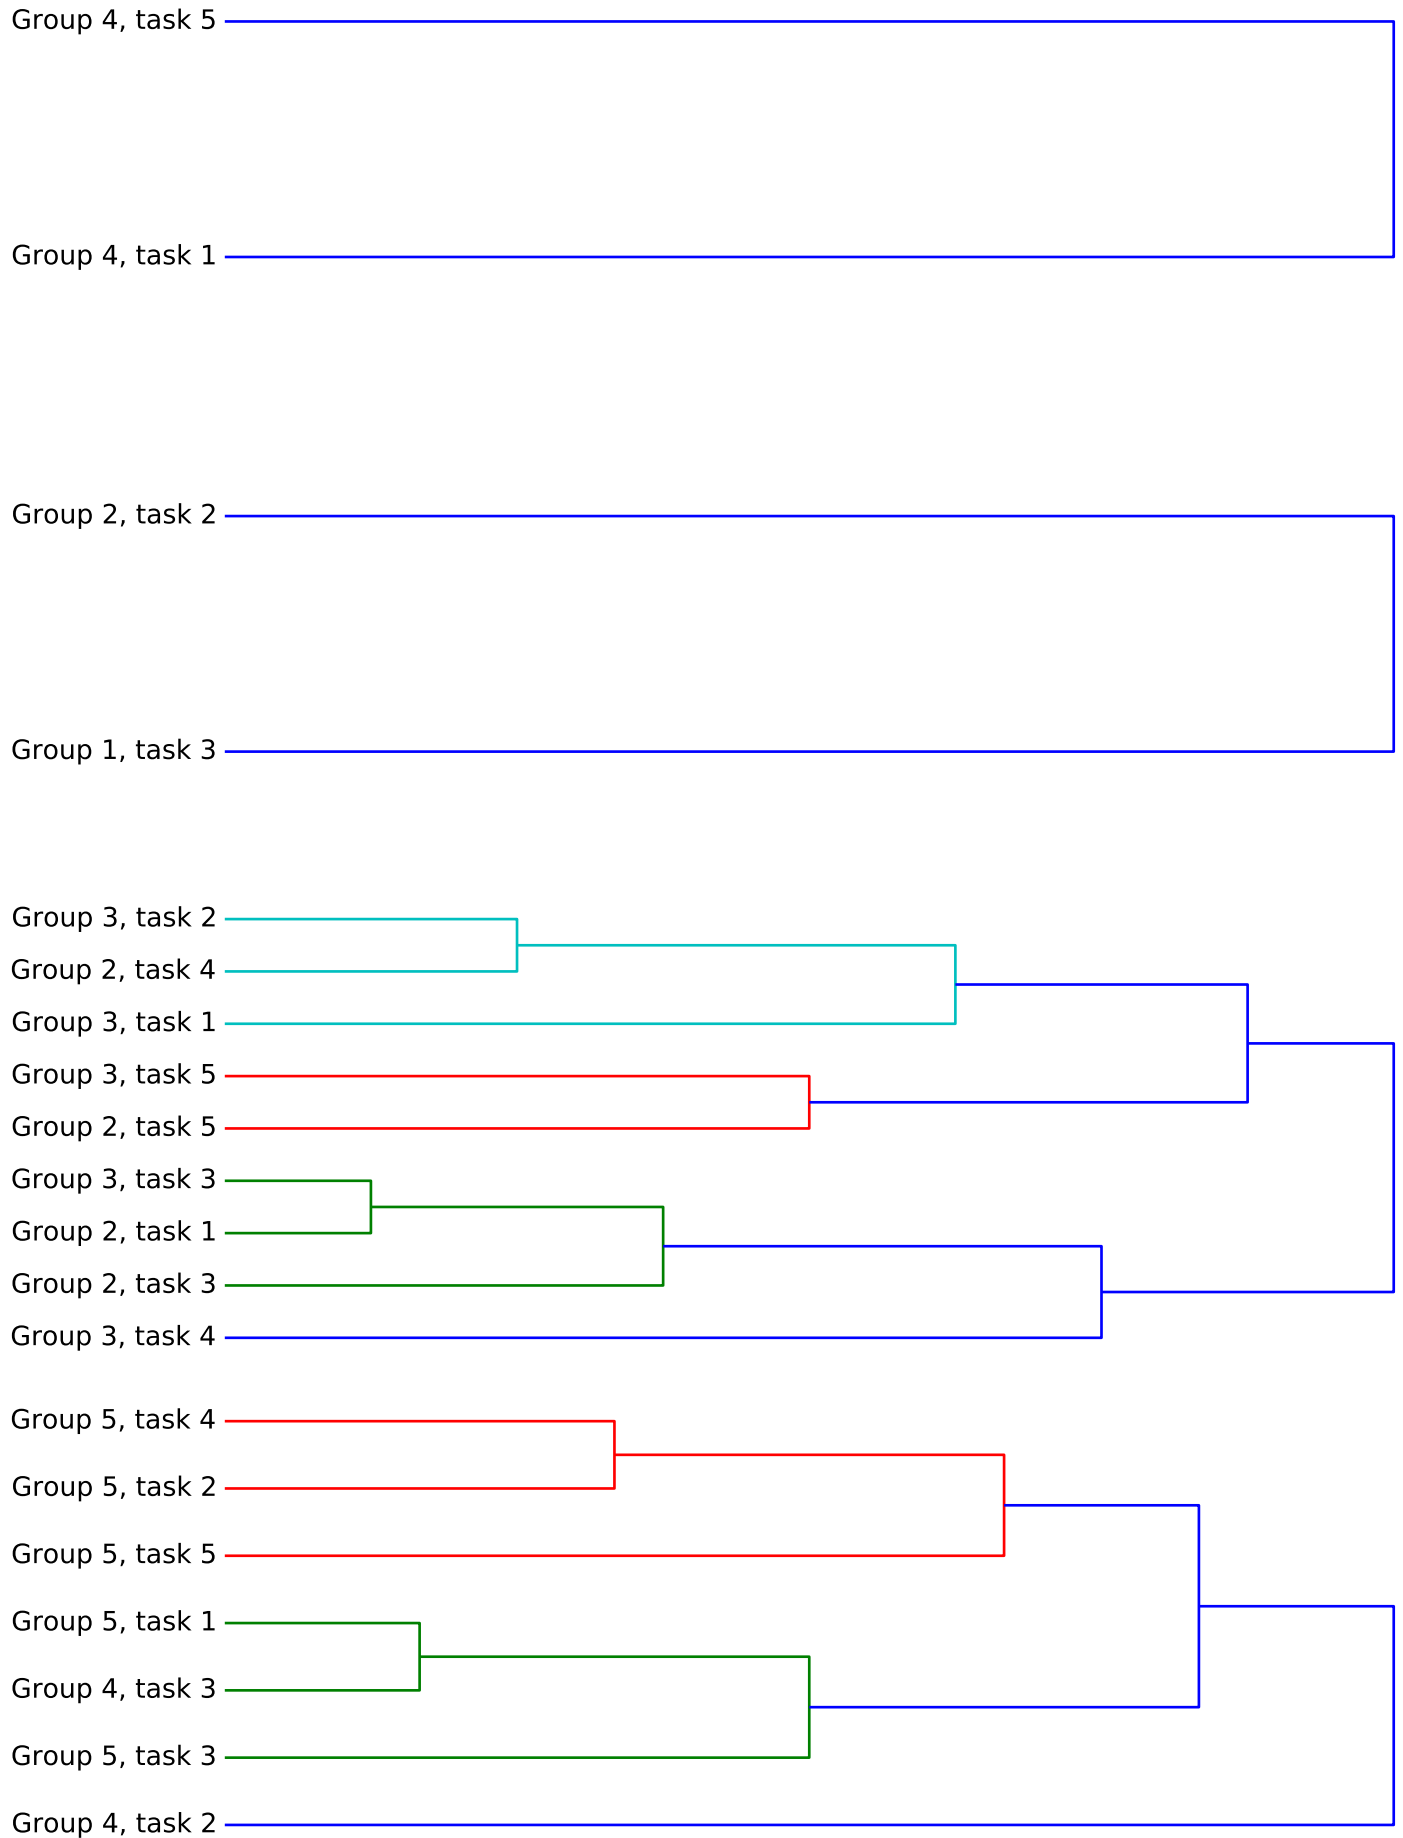 Group 4, task 5
Group 4, task 1
Group 2, task 2
Group 1, task 3
Group 3, task 2
Group 2, task 4
Group 3, task 1
Group 3, task 5
Group 2, task 5
Group 3, task 3
Group 2, task 1
Group 2, task 3
Group 3, task 4
Group 5, task 4
Group 5, task 2
Group 5, task 5
Group 5, task 1
Group 4, task 3
Group 5, task 3
Group 4, task 2